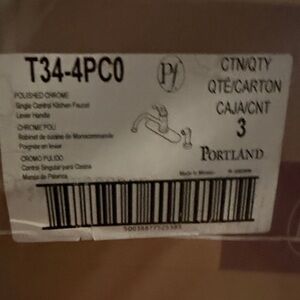 T34-4PC0
Pf
CTN/QTY
QTÉ/CARTON
CAJA/CNT
3
POLISHED CHROME
Single Control Kitchen Faucet
Lever Handle
CHROME POLI
Robinet de cuisine de Monocommande
Poignée en levier
CROMO PULIDO
Control Singular para Cocina
Manija de Palanca
PORTLAND
Made in Mexico